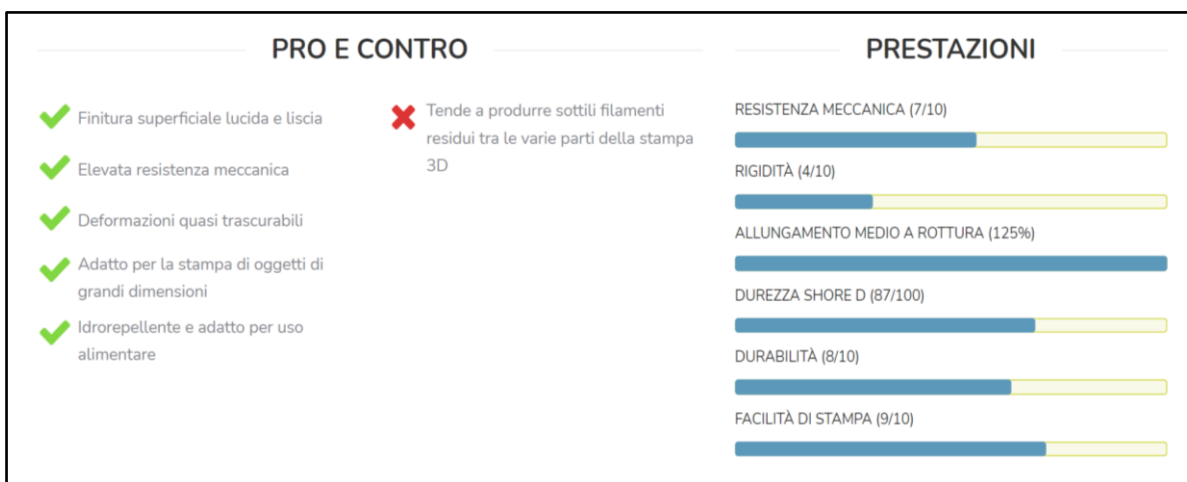 PRO E CONTRO
Finitura superficiale lucida e liscia
Elevata resistenza meccanica
Deformazioni quasi trascurabili
Adatto per la stampa di oggetti di
grandi dimensioni
Idrorepellente e adatto per uso
alimentare
Tende a produrre sottili filamenti
residui tra le varie parti della stampa
3D
PRESTAZIONI
RESISTENZA MECCANICA (7/10)
RIGIDITÀ (4/10)
ALLUNGAMENTO MEDIO A ROTTURA (125%)
DUREZZA SHORE D (87/100)
DURABILITÀ (8/10)
FACILITÀ DI STAMPA (9/10)